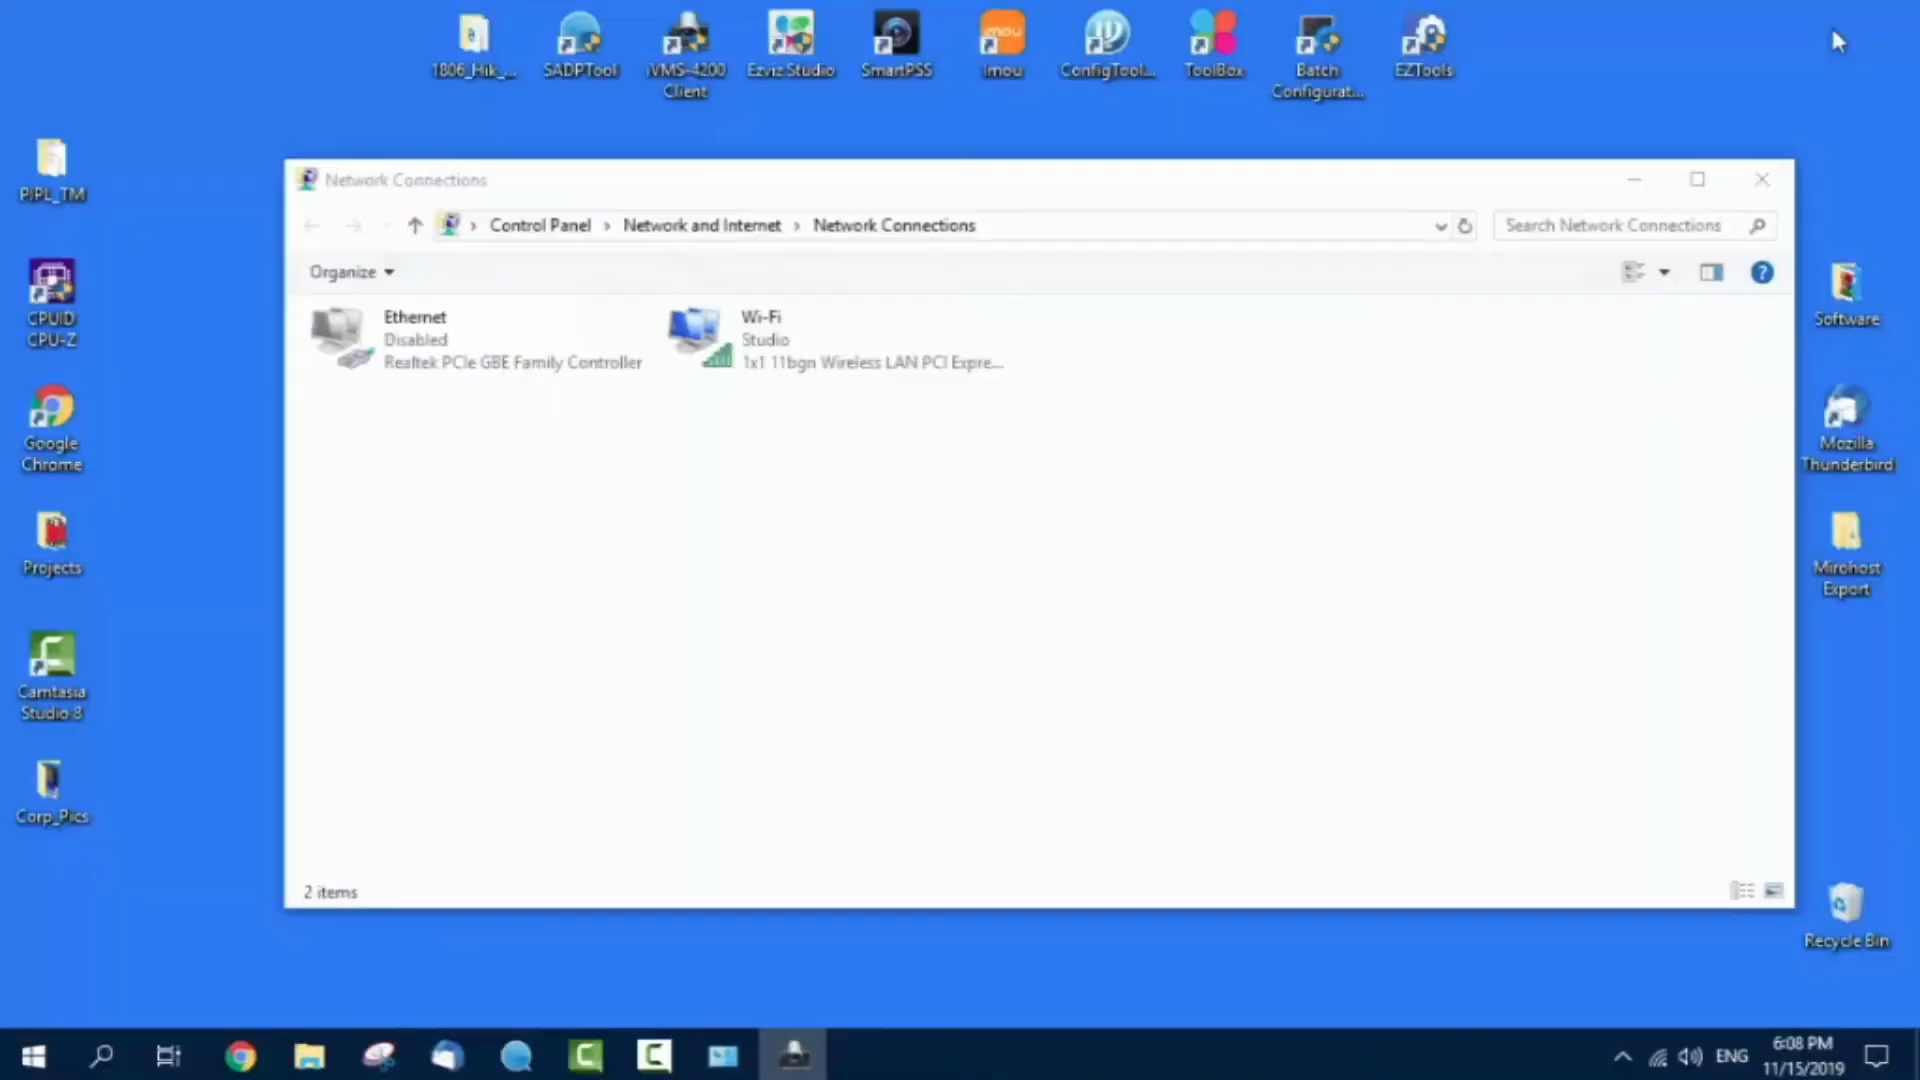 1806_Hik_...
SADPTool
iVMS-4200
Client
Ezviz Studio
SmartPSS
imou
imou
ConfigTool...
ToolBox
Batch
Configurat...
EZTools
PIPL_TM
CPUID
CPU-Z
Google
Chrome
Projects
Camtasia
Studio 8
Corp_Pics
Network Connections
Control Panel > Network and Internet > Network Connections
Search Network Connections
Organize
Ethernet
Disabled
Realtek PCIe GBE Family Controller
Wi-Fi
Studio
1x1 11bgn Wireless LAN PCI Expre...
2 items
Software
Mozilla
Thunderbird
Mirohost
Export
Recycle Bin
ENG
6:08 PM
11/15/2019